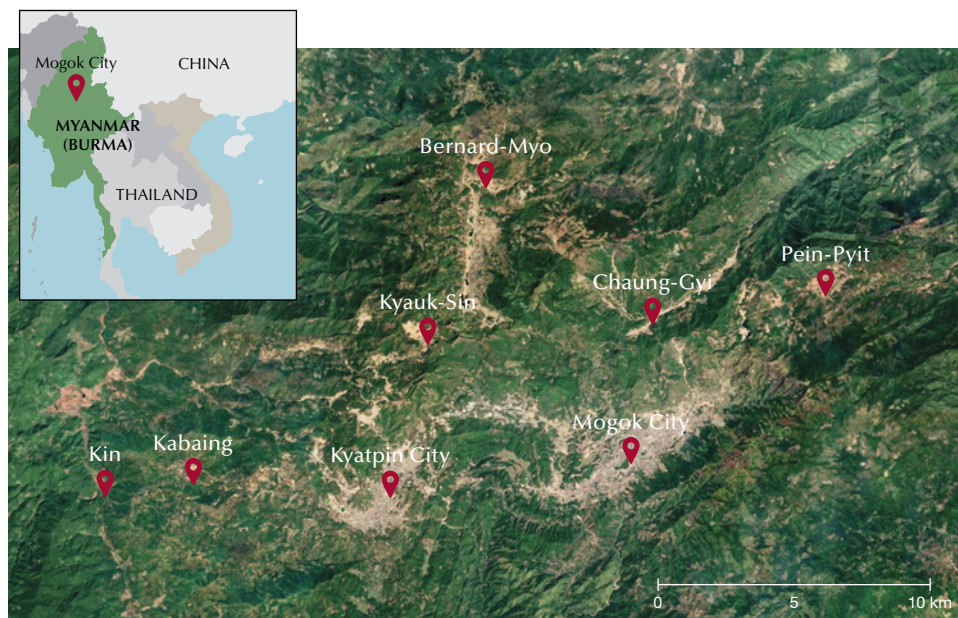 Mogok City
CHINA
MYANMAR
(BURMA)
THAILAND
Bernard-Myo
Pein-Pyit
Chaung-Gyi
Kyauk-Sin
Mogok City
Kin
Kabaing
Kyatpin City
0 5 10 km